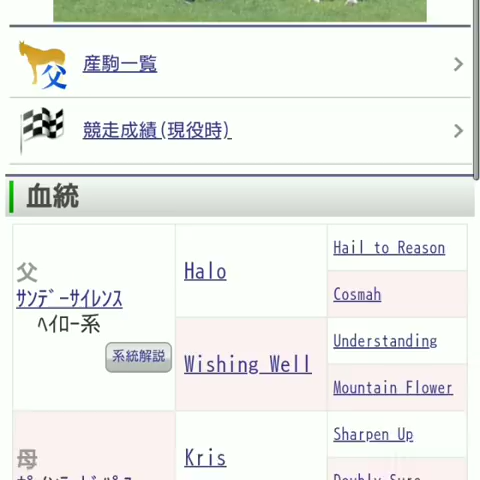 父
産駒一覧
競走成績(現役時)
血統
父
ｻﾝﾃﾞｰｻｲﾚﾝｽ
ﾍｲﾛｰ系
系統解説
Halo
Hail to Reason
Cosmah
Wishing Well
Understanding
Mountain Flower
母
Kris
Sharpen Up